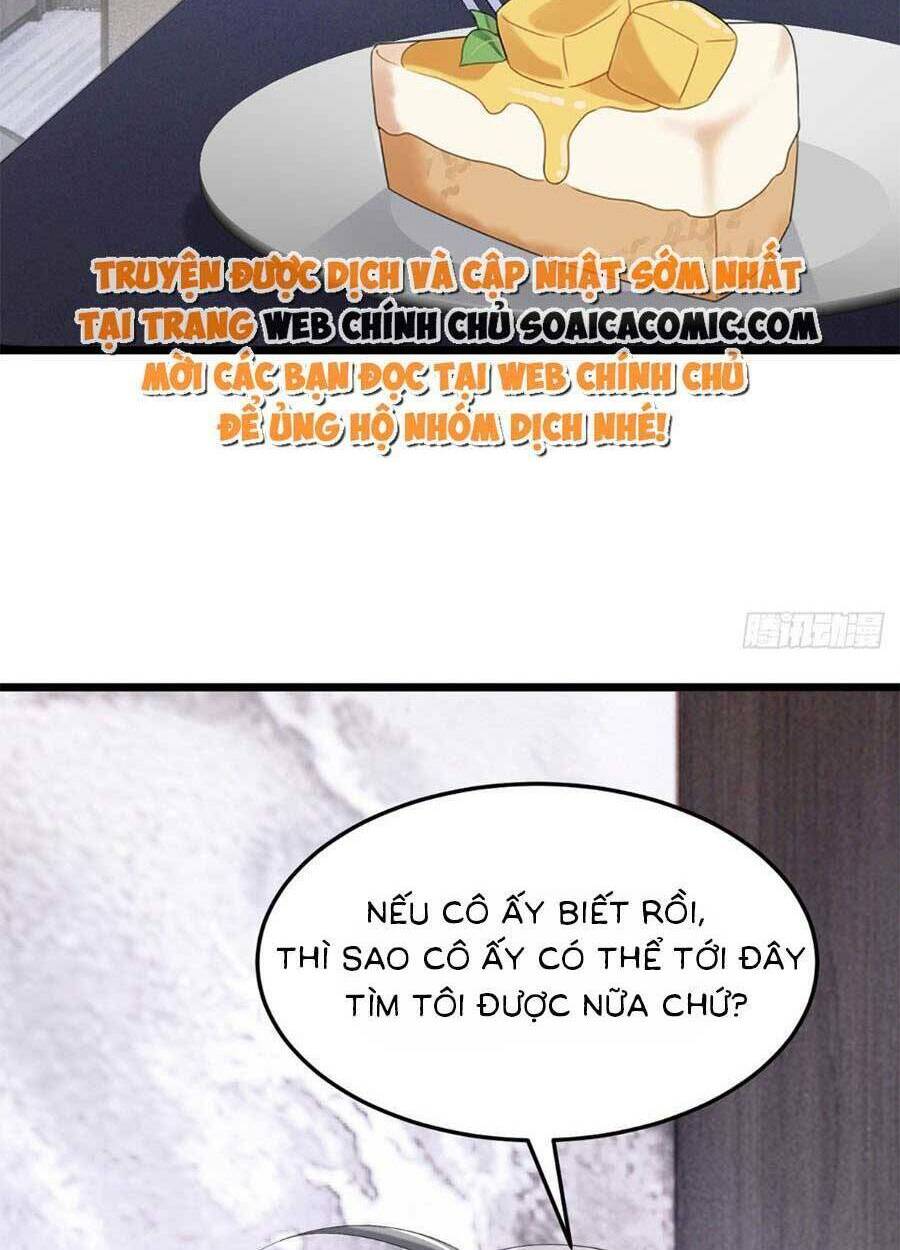 TRUYỆN ĐƯỢC DỊCH VÀ CẬP NHẬT SỚM NHẤT
TẠI TRANG WEB CHÍNH CHỦ SOAICACOMIC.COM
MỜI CÁC BẠN ĐỌC TẠI WEB CHÍNH CHỦ
ĐỂ ỦNG HỘ NHÓM DỊCH NHÉ!
腾讯动漫
NẾU CÔ ẤY BIẾT RỒI,
THÌ SAO CÔ ẤY CÓ THỂ TỚI ĐÂY
TÌM TÔI ĐƯỢC NỮA CHỨ?